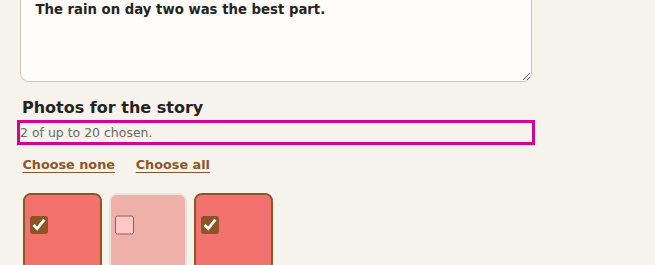 The rain on day two was the best part.
Photos for the story
2 of up to 20 chosen.
Choose none Choose all